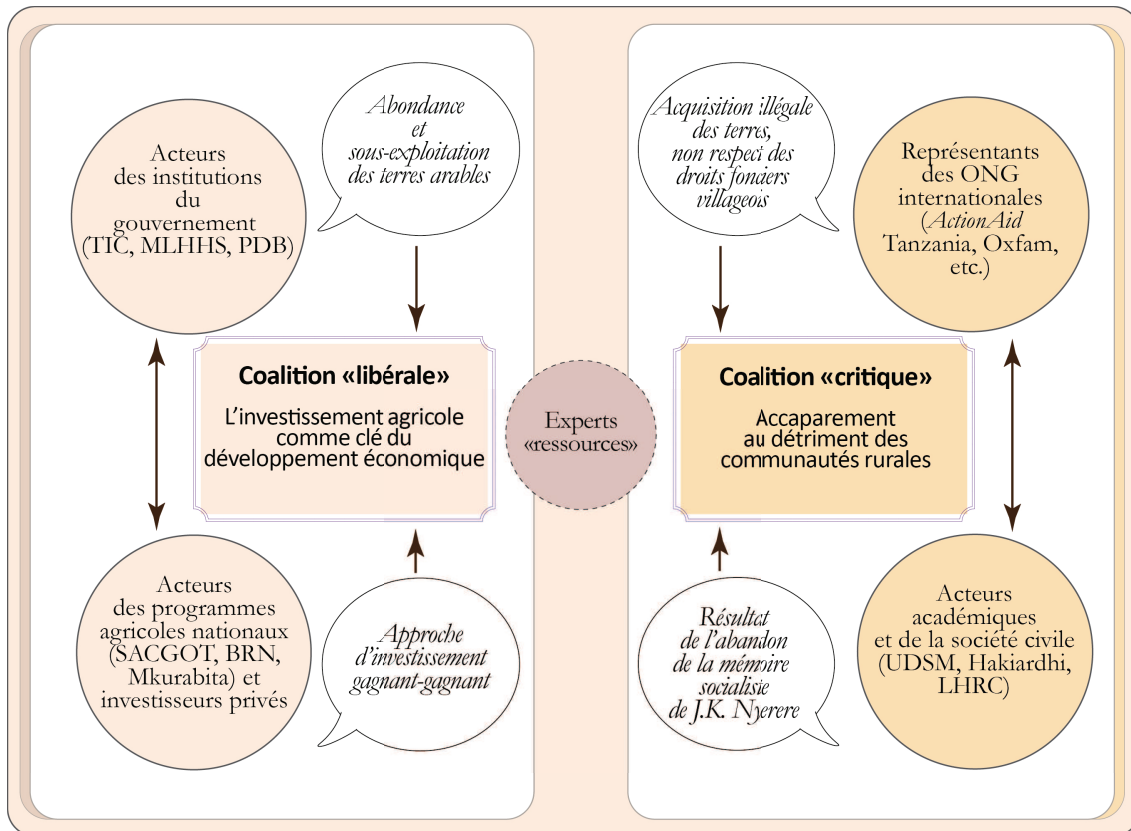 Acteurs
des institutions
du
gouvernement
(TIC, MLHHS, PDB)
Abondance
et
sous-exploitation
des terres arables
Coalition «libérale»
L’investissement agricole
comme clé du
développement économique
Acteurs
des programmes
agricoles nationaux
(SACGOT, BRN,
Mkurabita) et
investisseurs privés
Approche
d’investissement
gagnant-gagnant
Experts
«ressources»
Acquisition illégale
des terres,
non respect des
droits fonciers
villageois
Représentants
des ONG
internationales
(ActionAid
Tanzania, Oxfam,
etc.)
Coalition «critique»
Accaparement
au détriment des
communautés rurales
Résultat
de l’abandon
de la mémoire
socialiste
de J.K. Nyerere
Acteurs
académiques
et de la société civile
(UDSM, Hakiardhi,
LHRC)